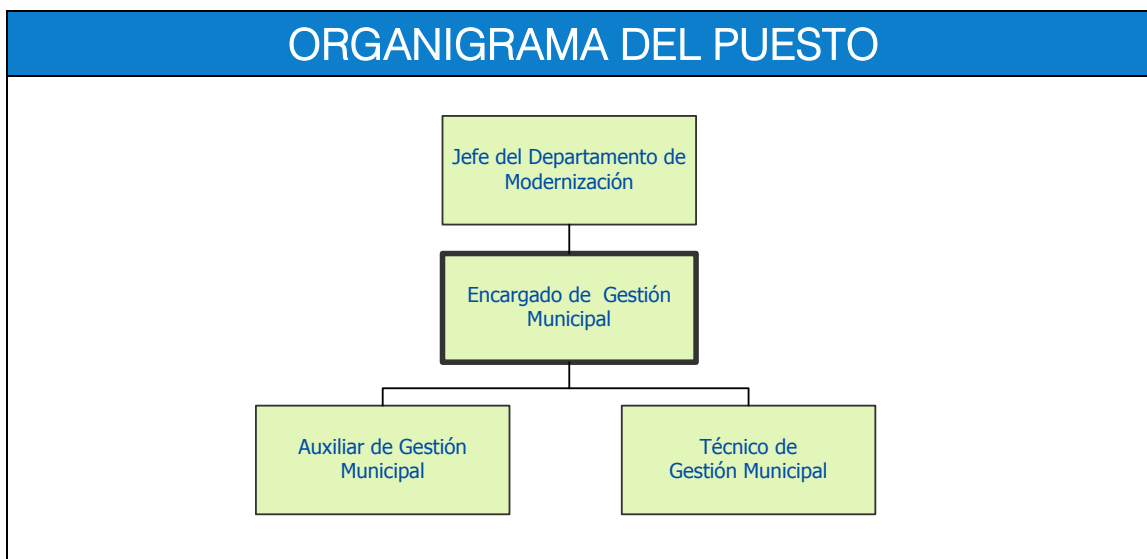 ORGANIGRAMA DEL PUESTO
Jefe del Departamento de
Modernización
Encargado de Gestión
Municipal
Auxiliar de Gestión
Municipal
Técnico de
Gestión Municipal